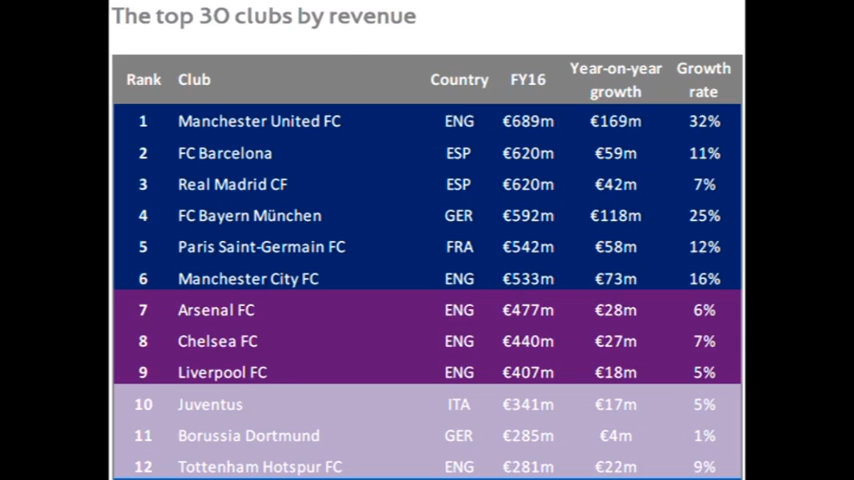 The top 30 clubs by revenue
Rank Club Country FY16 Year-on-year growth Growth rate
1 Manchester United FC ENG €689m €169m 32%
2 FC Barcelona ESP €620m €59m 11%
3 Real Madrid CF ESP €620m €42m 7%
4 FC Bayern München GER €592m €118m 25%
5 Paris Saint-Germain FC FRA €542m €58m 12%
6 Manchester City FC ENG €533m €73m 16%
7 Arsenal FC ENG €477m €28m 6%
8 Chelsea FC ENG €440m €27m 7%
9 Liverpool FC ENG €407m €18m 5%
10 Juventus ITA €341m €17m 5%
11 Borussia Dortmund GER €285m €4m 1%
12 Tottenham Hotspur FC ENG €281m €22m 9%